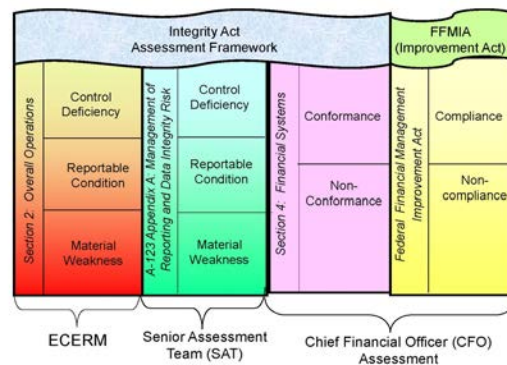 Integrity Act
Assessment Framework
FFMIA
(Improvement Act)
Section 2: Overall Operations
Control
Deficiency
Reportable
Condition
Material
Weakness
A-123 Appendix A: Management of
Reporting and Data Integrity Risk
Control
Deficiency
Reportable
Condition
Material
Weakness
Section 4: Financial Systems
Conformance
Non-
Conformance
Federal Financial Management
Improvement Act
Compliance
Non-
compliance
ECERM
Senior Assessment
Team (SAT)
Chief Financial Officer (CFO)
Assessment